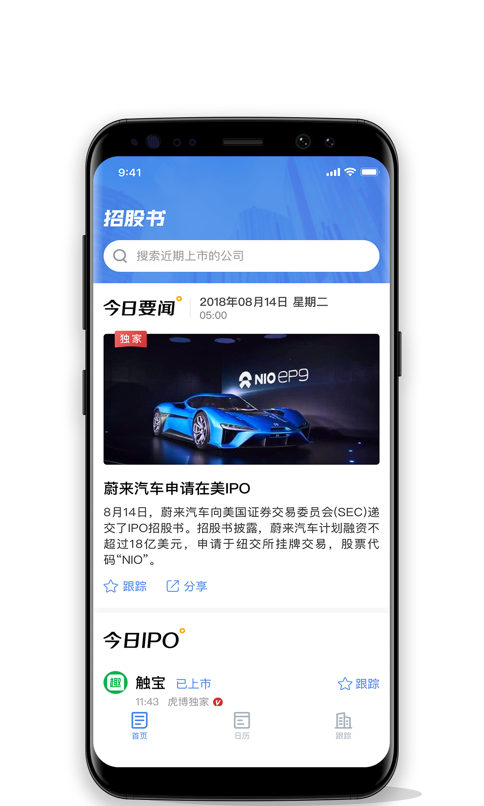 9:41
招股书
搜索近期上市的公司
今日要闻
2018年08月14日 星期二
05:00
独家
NIO EP9
蔚来汽车申请在美IPO
8月14日，蔚来汽车向美国证券交易委员会(SEC)递
交了IPO招股书。招股书披露，蔚来汽车计划融资不
超过18亿美元，申请于纽交所挂牌交易，股票代
码“NIO”。
跟踪
分享
今日IPO
趣
触宝 已上市
跟踪
11:43 虎博独家
首页
日历
跟踪